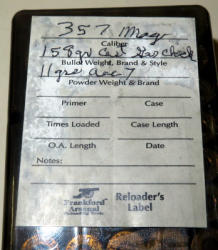 357 Mag
Caliber
158gr Cast Gas Check
Bullet Weight, Brand & Style
11grs Acc 7
Powder Weight & Brand
Primer Case
Times Loaded Case Length
O.A. Length Date
Notes:
Frankford Arsenal
Reloader's
Label